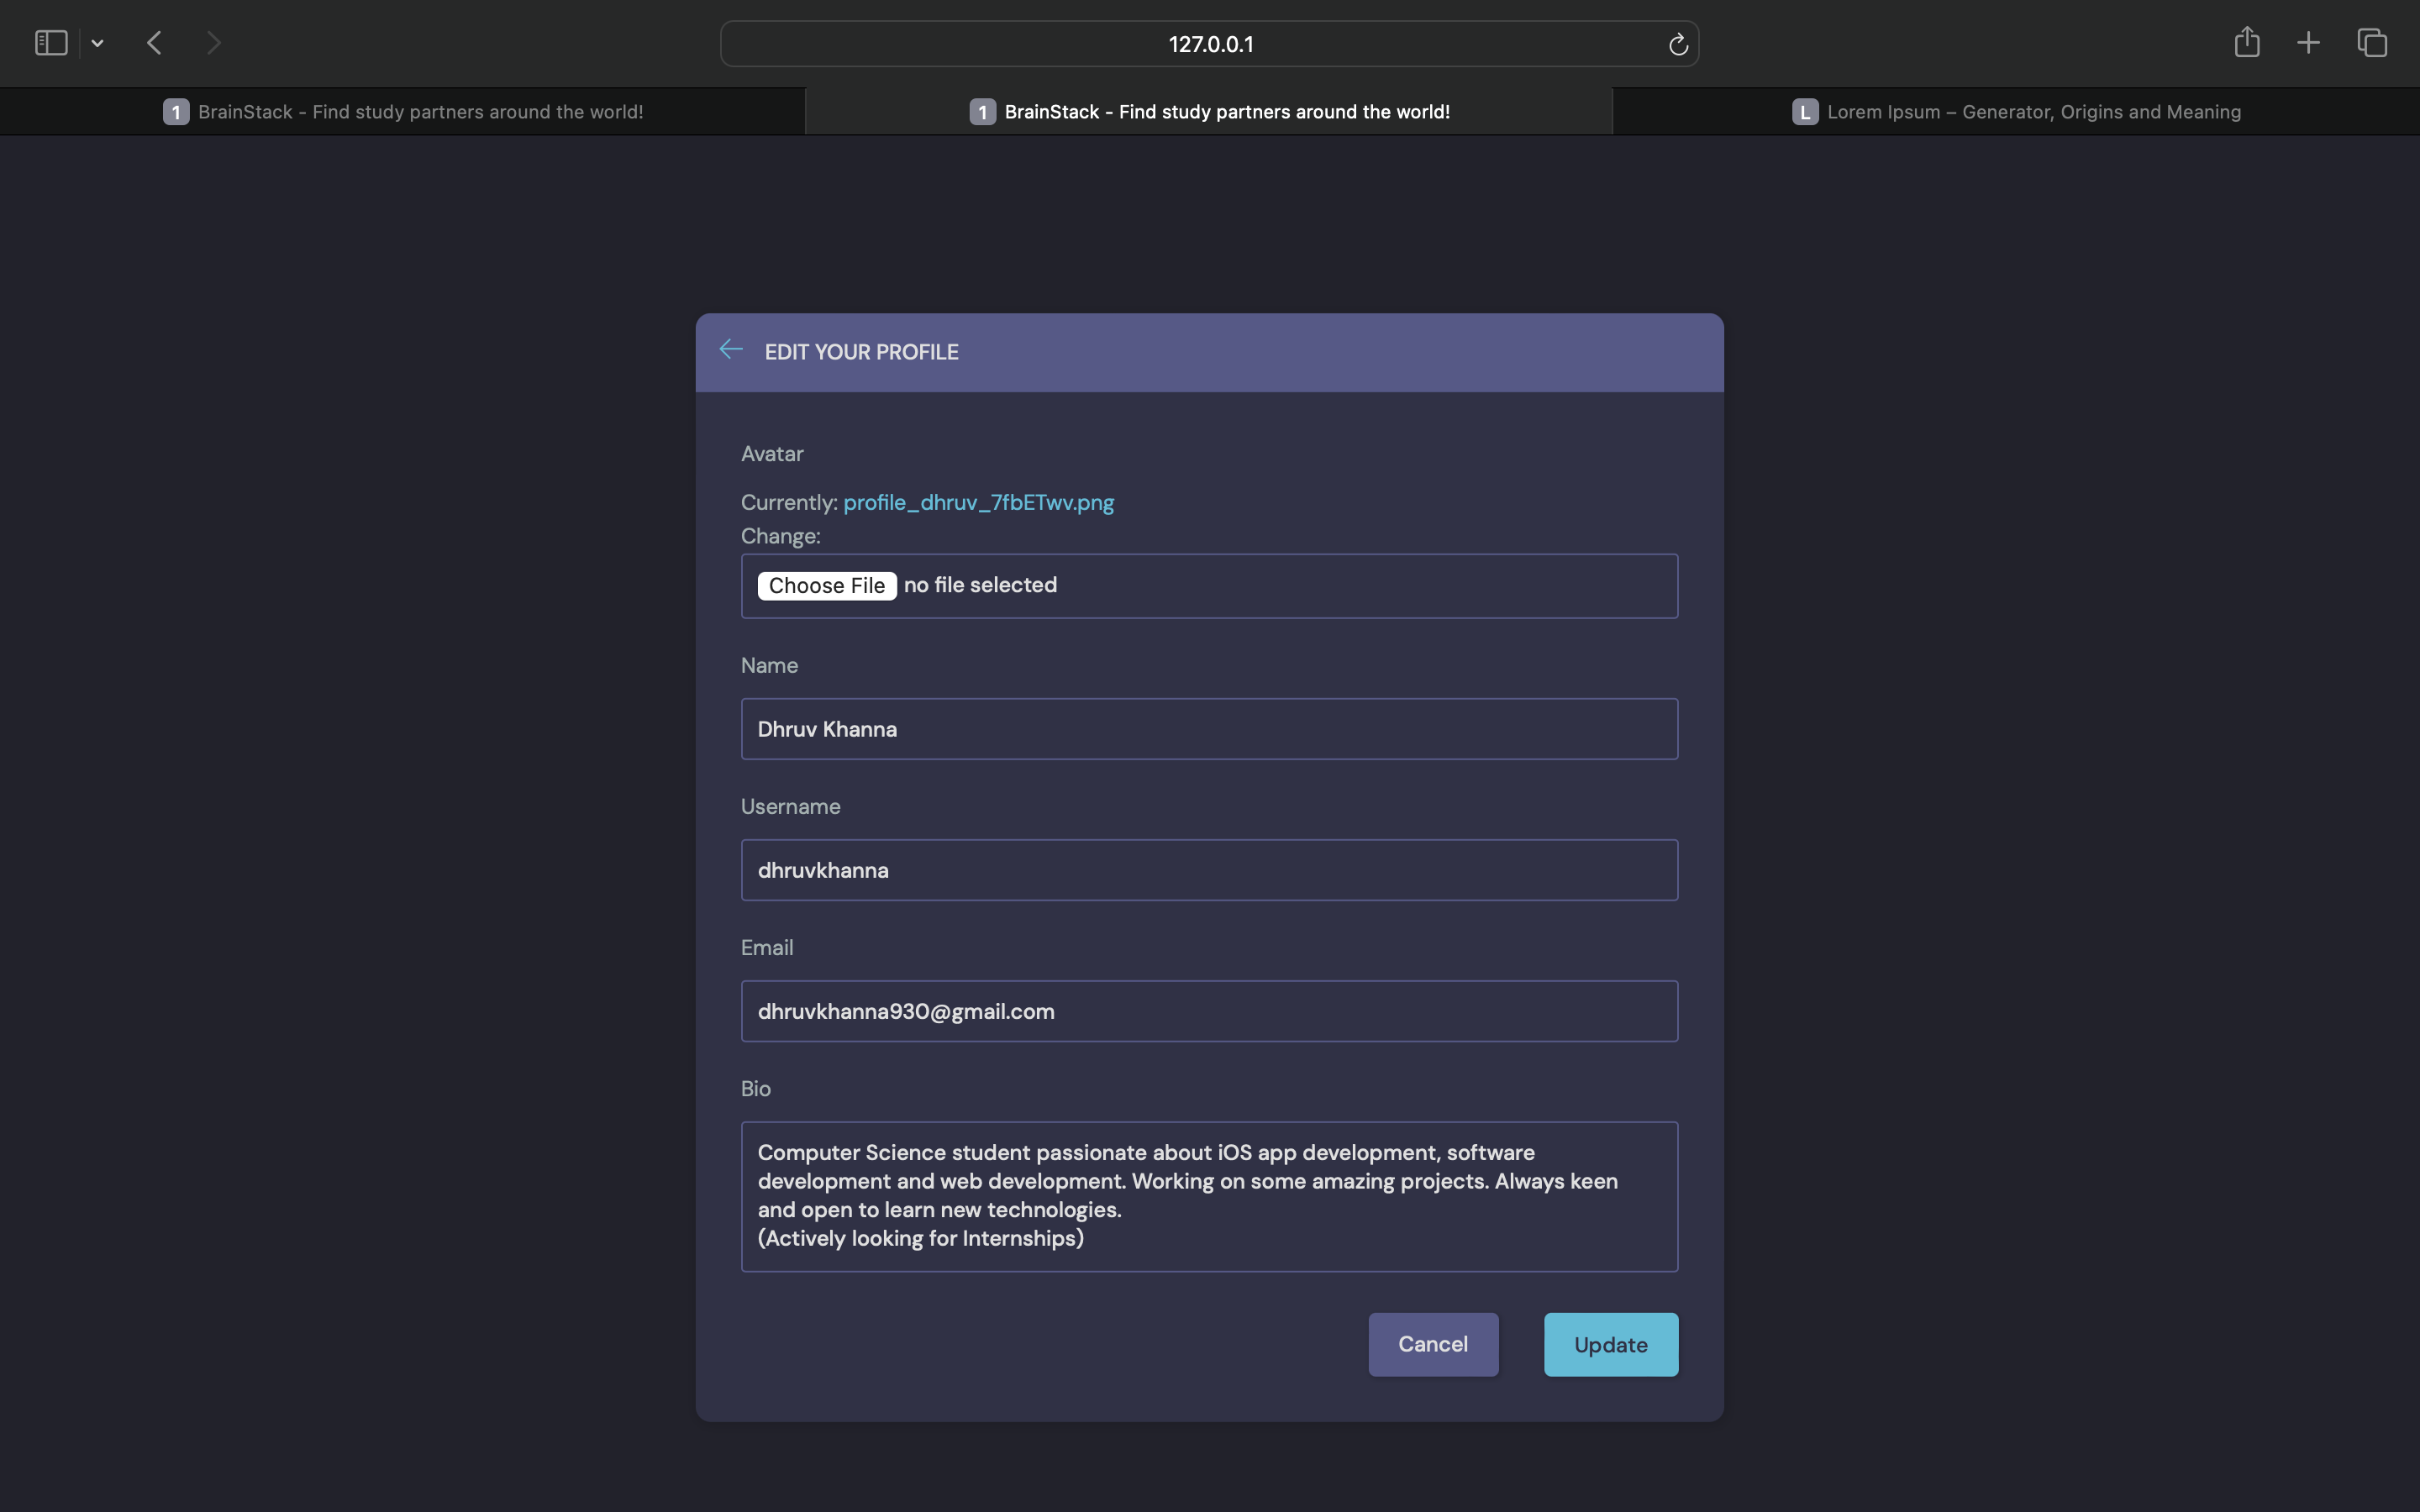 127.0.0.1
1 BrainStack - Find study partners around the world!
1 BrainStack - Find study partners around the world!
L Lorem Ipsum – Generator, Origins and Meaning
EDIT YOUR PROFILE
Avatar
Currently: profile_dhruv_7fbETwv.png
Change:
Choose File no file selected
Name
Dhruv Khanna
Username
dhruvkhanna
Email
dhruvkhanna930@gmail.com
Bio
Computer Science student passionate about iOS app development, software
development and web development. Working on some amazing projects. Always keen
and open to learn new technologies.
(Actively looking for Internships)
Cancel Update